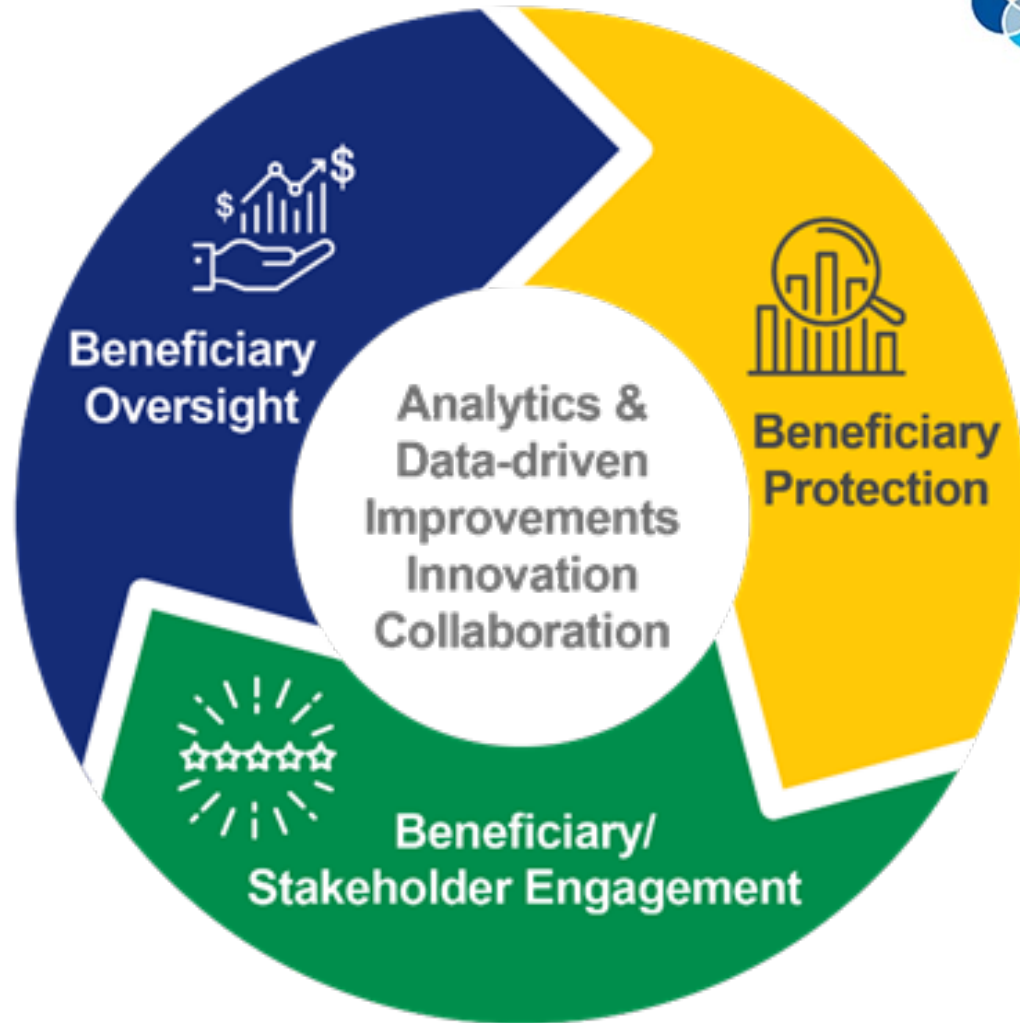 Beneficiary
Oversight
$
$
Analytics &
Data-driven
Improvements
Innovation
Collaboration
Beneficiary
Protection
Beneficiary/
Stakeholder Engagement